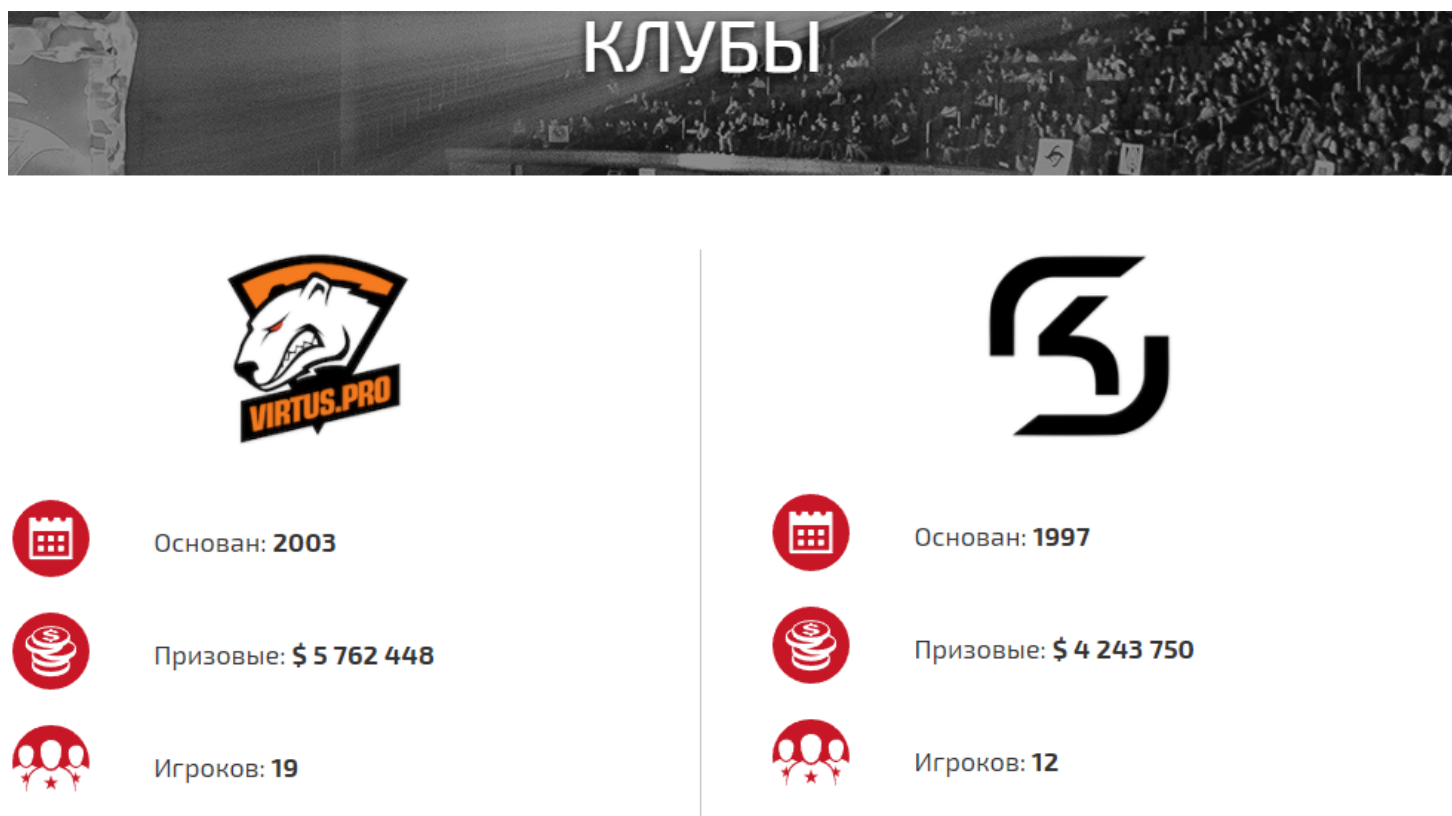 КЛУБЫ
VIRTUS.PRO
Основан: 2003
Призовые: $ 5 762 448
Игроков: 19
Основан: 1997
Призовые: $ 4 243 750
Игроков: 12